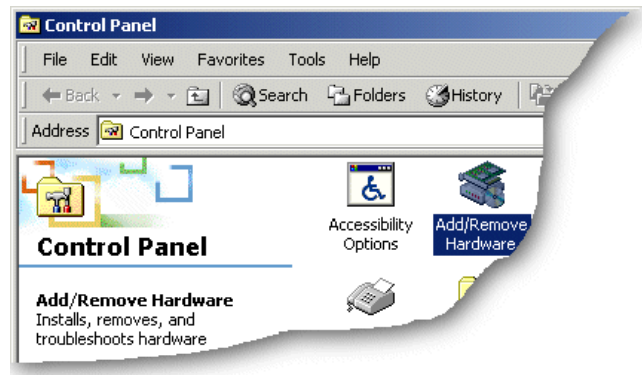 Control Panel
File Edit View Favorites Tools Help
Back Search Folders History
Address Control Panel
Control Panel
Add/Remove Hardware
Installs, removes, and
troubleshoots hardware
Accessibility
Options
Add/Remove
Hardware